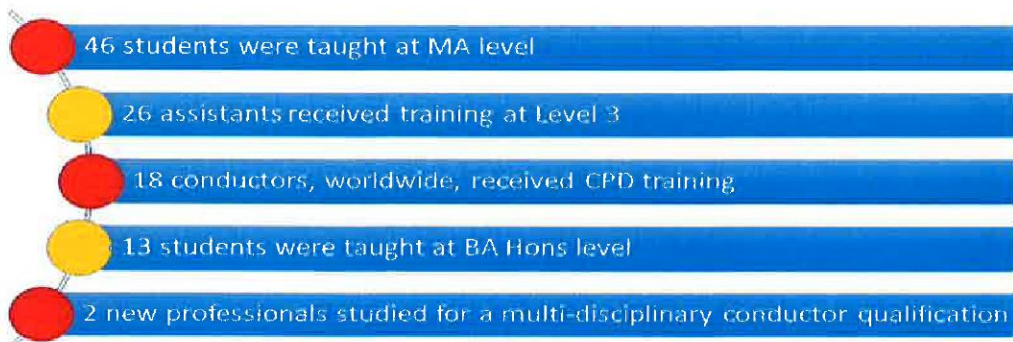 46 students were taught at MA level
26 assistants received training at Level 3
18 conductors, worldwide, received CPD training
13 students were taught at BA Hons level
2 new professionals studied for a multi-disciplinary conductor qualification